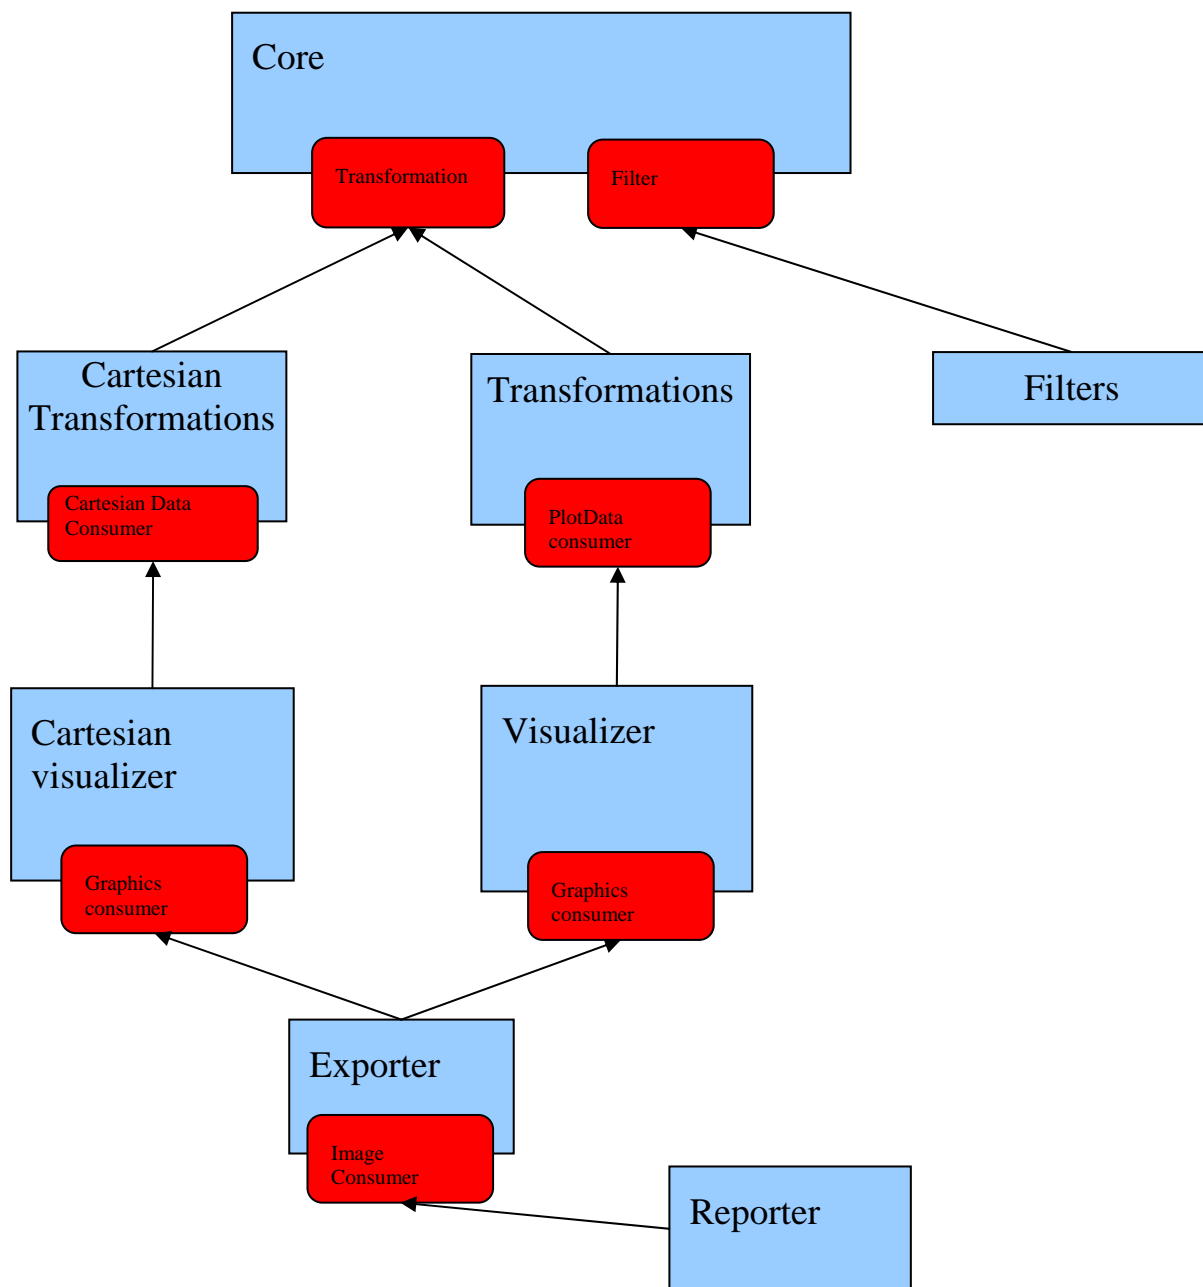 Core
Transformation
Filter
Cartesian
Transformations
Transformations
Filters
Cartesian Data
Consumer
PlotData
consumer
Cartesian
visualizer
Visualizer
Graphics
consumer
Graphics
consumer
Exporter
Image
Consumer
Reporter